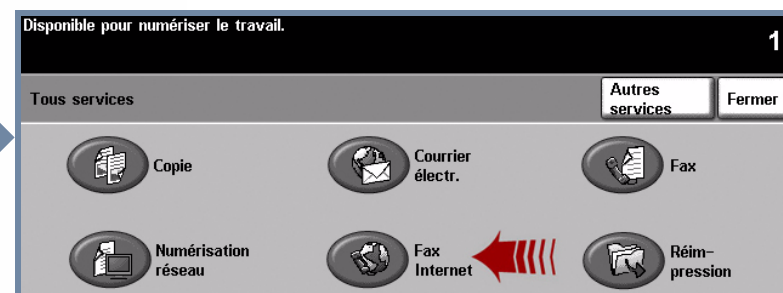 Disponible pour numériser le travail.
1
Tous services
Autres
services
Fermer
Copie
Courrier
électr.
Fax
Numérisation
réseau
Fax
Internet
Réim-
pression